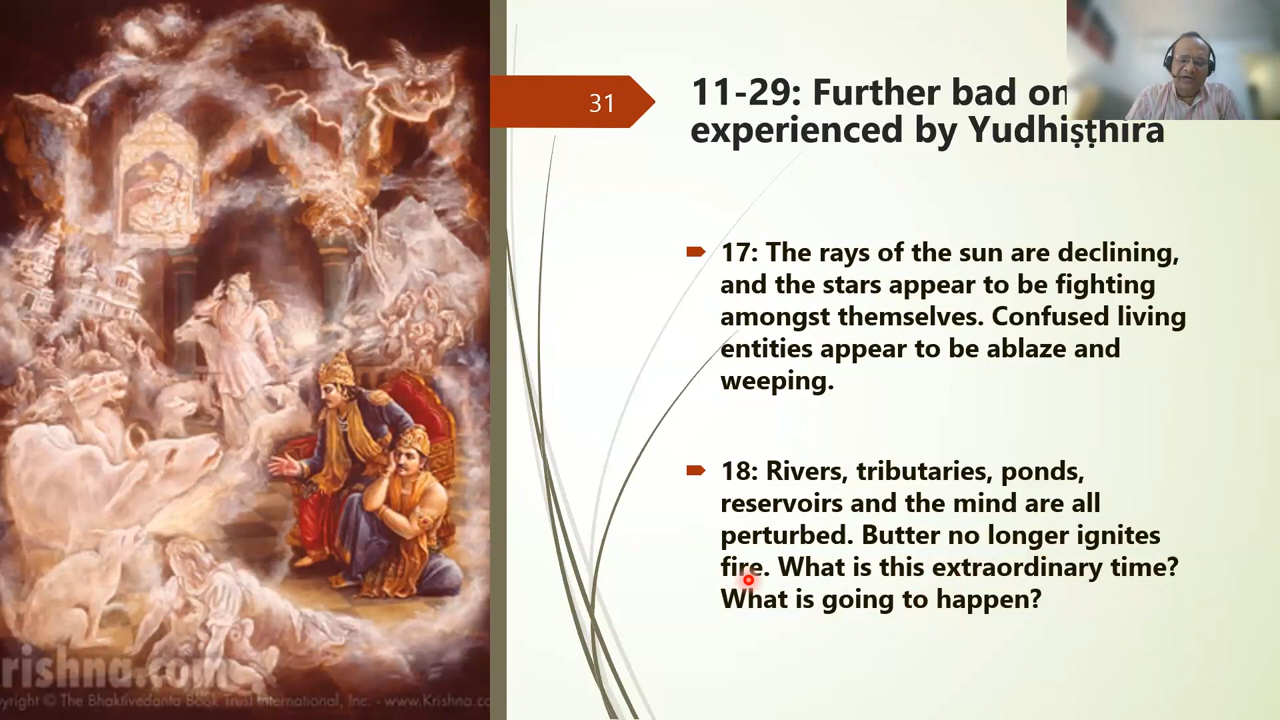 31
11-29: Further bad
experienced by Yudhiṣṭhira
17: The rays of the sun are declining,
and the stars appear to be fighting
amongst themselves. Confused living
entities appear to be ablaze and
weeping.
18: Rivers, tributaries, ponds,
reservoirs and the mind are all
perturbed. Butter no longer ignites
fire. What is this extraordinary time?
What is going to happen?
rishna.com
yright © The Bhaktivedanta Book Trust International, Inc. - www.Krishna.co